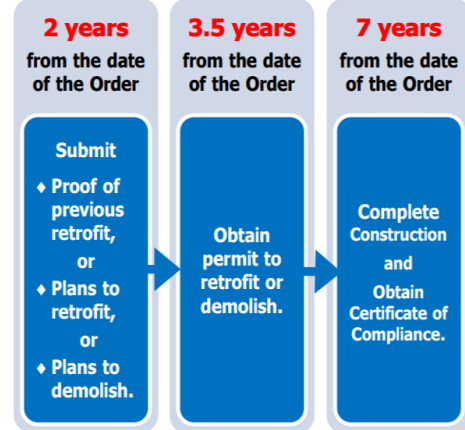 2 years
from the date
of the Order
Submit
♦ Proof of
previous
retrofit,
or
♦ Plans to
retrofit,
or
♦ Plans to
demolish.
3.5 years
from the date
of the Order
Obtain
permit to
retrofit or
demolish.
7 years
from the date
of the Order
Complete
Construction
and
Obtain
Certificate of
Compliance.